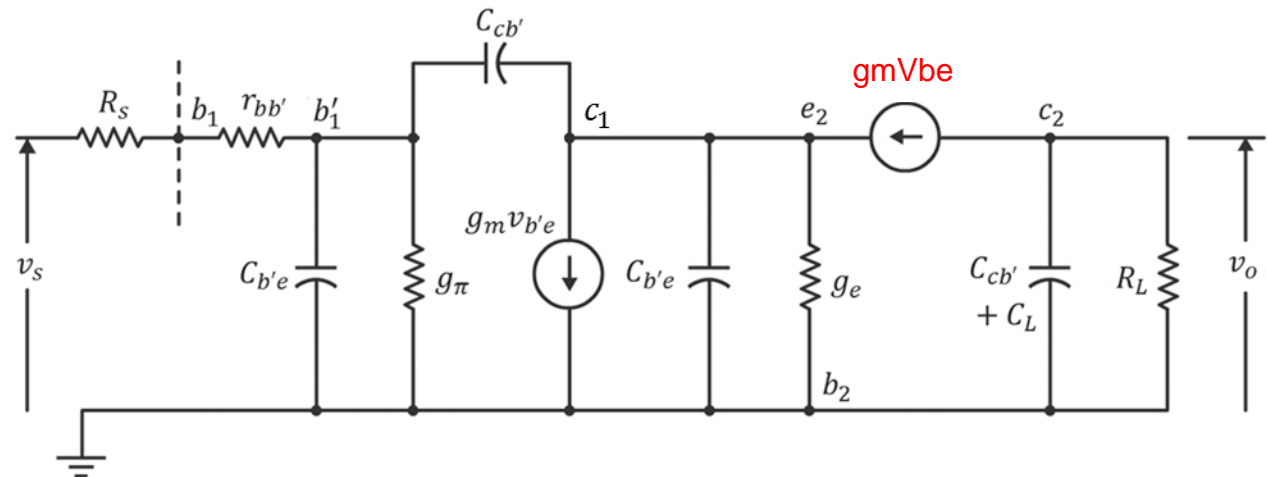 C_{cb′}
gmVbe
R_s
b_1
r_{bb′}
b′_1
c_1
e_2
c_2
v_s
C_{b′e}
g_π
g_m v_{b′e}
C_{b′e}
g_e
C_{cb′}
+ C_L
R_L
v_o
b_2